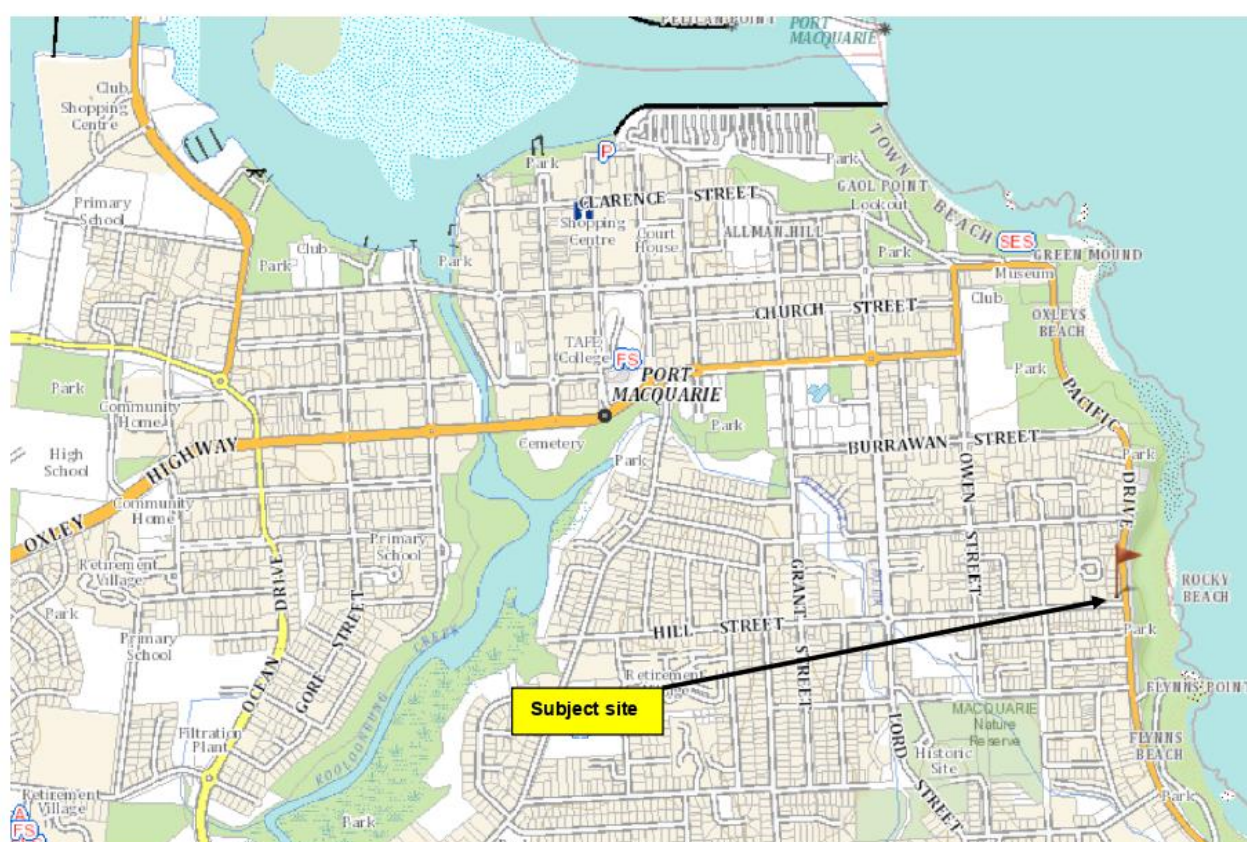 PELICAN POINT
PORT
MACQUARIE
Club
Shopping
Centre
Primary
School
Park
Club
Park
Park
P
CLARENCE STREET
Shopping
Centre
Court
House
ALLMAN HILL
Park
GAOL POINT
Lookout
TOWN BEACH
Park
SES
GREEN MOUND
Museum
Park
CHURCH STREET
Club
OXLEYS
BEACH
TAFE
College
FS
PORT
MACQUARIE
Park
Park
Community
Home
High
School
OXLEY HIGHWAY
Cemetery
Park
Park
BURRAWAN STREET
PACIFIC DRIVE
Park
OWEN STREET
Community
Home
Retirement
Village
Park
Primary
School
Primary
School
OCEAN DRIVE
GORE STREET
GRANT STREET
HILL STREET
ROCKY
BEACH
Park
KOOLOONBUNG CREEK
Subject site
Retirement
Village
FLYNNS POINT
MACQUARIE
Nature
Reserve
FLYNNS
BEACH
LORD STREET
Historic
Site
Filtration
Plant
Retirement
Village
Park
Park
A
FS